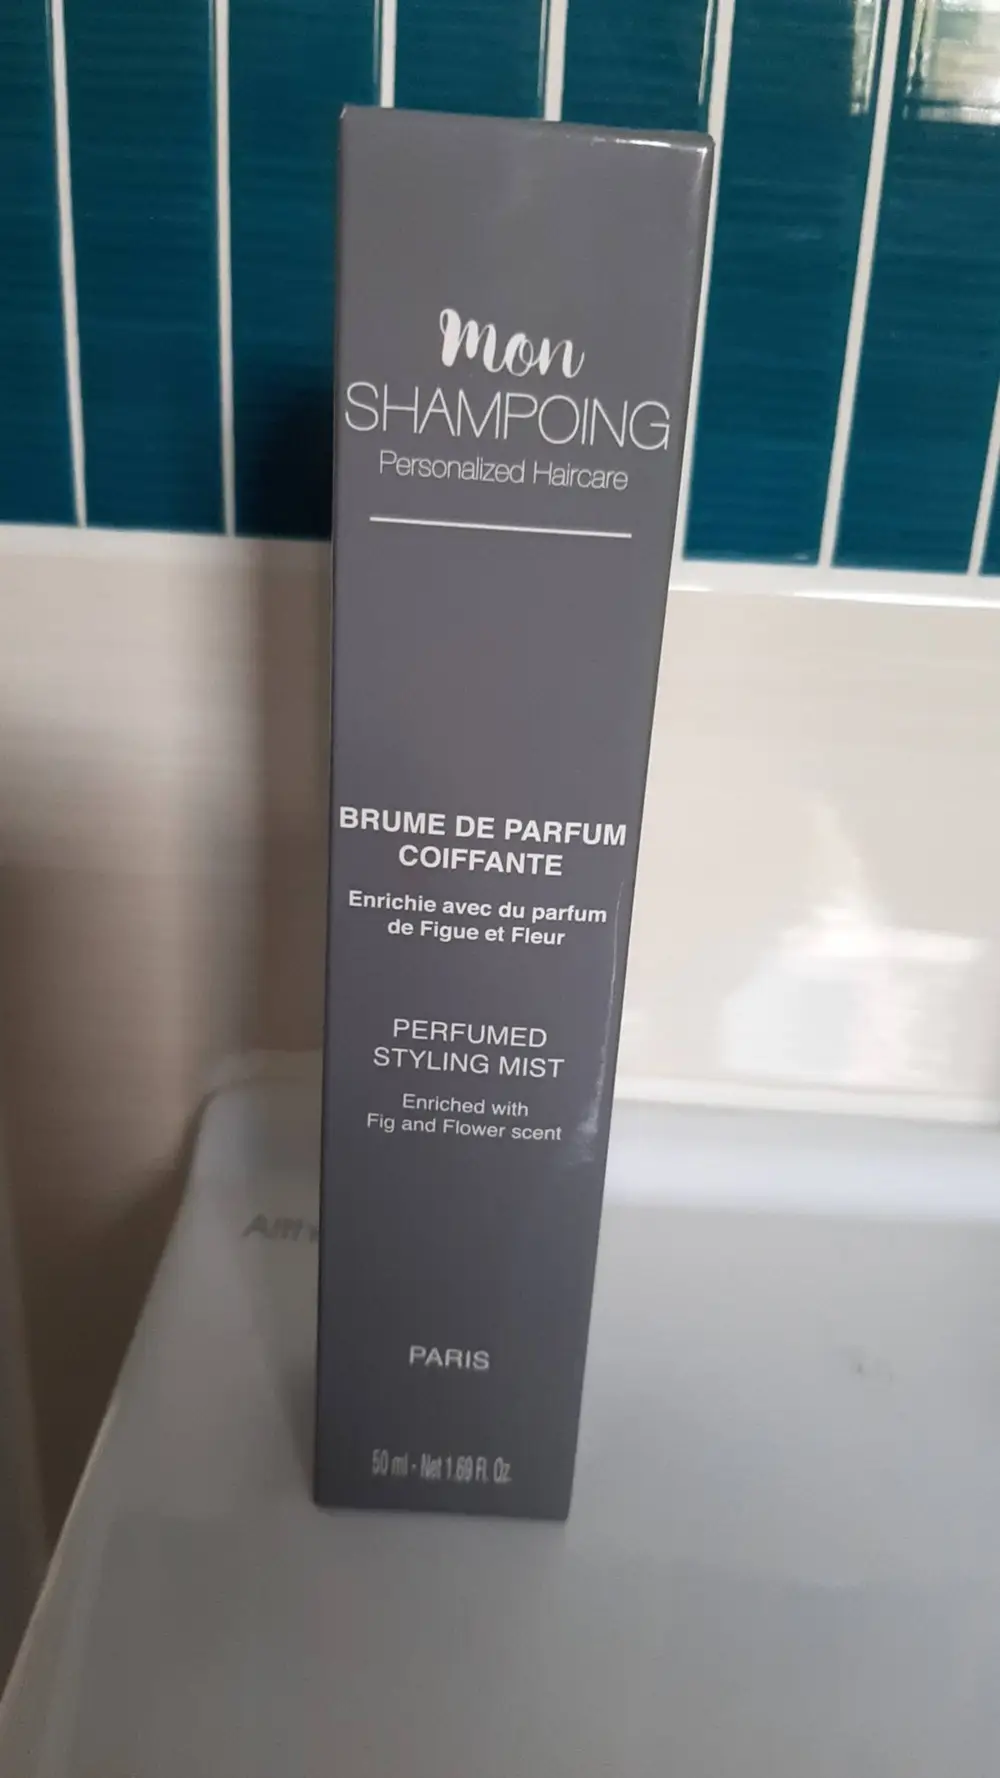 Mon
SHAMPOING
Personalized Haircare
BRUME DE PARFUM
COIFFANTE
Enrichie avec du parfum
de Figue et Fleur
PERFUMED
STYLING MIST
Enriched with
Fig and Flower scent
PARIS
50 ml - Net 1.69 Fl. Oz.